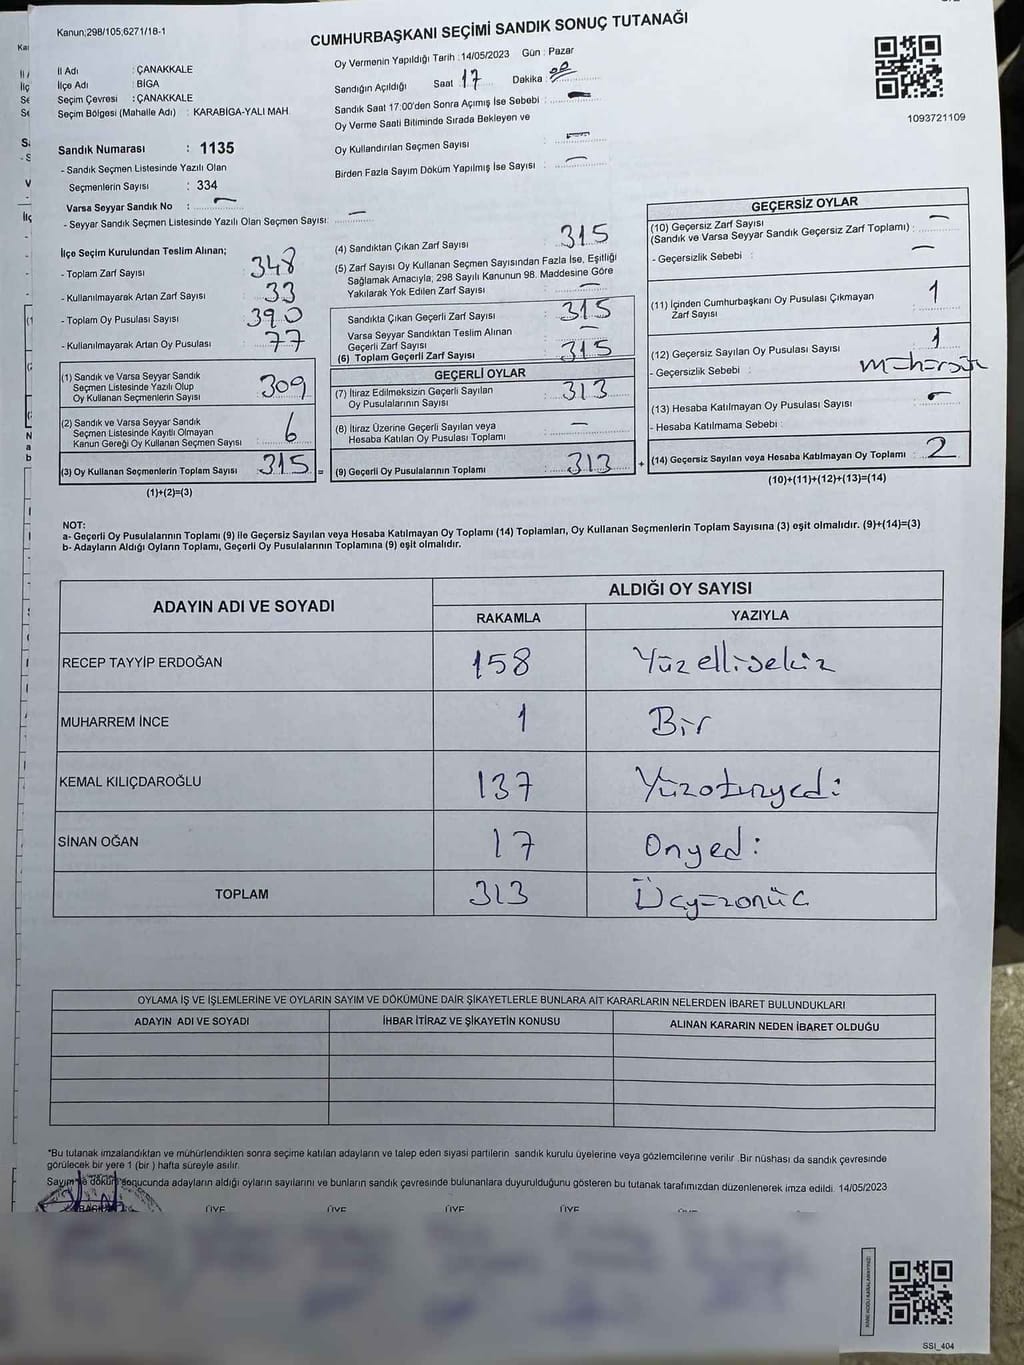 Kanun;298/105;6271/18-1
CUMHURBAŞKANI SEÇİMİ SANDIK SONUÇ TUTANAĞI
İl Adı : ÇANAKKALE
İlçe Adı : BİGA
Seçim Çevresi : ÇANAKKALE
Seçim Bölgesi (Mahalle Adı) : KARABİGA-YALI MAH.
Sandık Numarası : 1135
- Sandık Seçmen Listesinde Yazılı Olan
Seçmenlerin Sayısı : 334
Varsa Seyyar Sandık No : —
- Seyyar Sandık Seçmen Listesinde Yazılı Olan Seçmen Sayısı: —
Oy Vermenin Yapıldığı Tarih : 14/05/2023 Gün : Pazar
Sandığın Açıldığı Saat 17 Dakika 00
Sandık Saat 17:00'den Sonra Açımış İse Sebebi : —
Oy Verme Saati Bitiminde Sırada Bekleyen ve
Oy Kullandırılan Seçmen Sayısı : —
Birden Fazla Sayım Döküm Yapılmış İse Sayısı : —
1093721109
İlçe Seçim Kurulundan Teslim Alınan;
- Toplam Zarf Sayısı : 348
- Kullanılmayarak Artan Zarf Sayısı : 33
- Toplam Oy Pusulası Sayısı : 390
- Kullanılmayarak Artan Oy Pusulası : 77
(1) Sandık ve Varsa Seyyar Sandık
Seçmen Listesinde Yazılı Olup
Oy Kullanan Seçmenlerin Sayısı : 309
(2) Sandık ve Varsa Seyyar Sandık
Seçmen Listesinde Kayıtlı Olmayan
Kanun Gereği Oy Kullanan Seçmen Sayısı : 6
(3) Oy Kullanan Seçmenlerin Toplam Sayısı : 315 =
(1)+(2)=(3)
(4) Sandıktan Çıkan Zarf Sayısı : 315
(5) Zarf Sayısı Oy Kullanan Seçmen Sayısından Fazla İse, Eşitliği
Sağlamak Amacıyla; 298 Sayılı Kanunun 98. Maddesine Göre
Yakılarak Yok Edilen Zarf Sayısı : —
Sandıkta Çıkan Geçerli Zarf Sayısı : 315
Varsa Seyyar Sandıktan Teslim Alınan
Geçerli Zarf Sayısı : —
(6) Toplam Geçerli Zarf Sayısı : 315
GEÇERLİ OYLAR
(7) İtiraz Edilmeksizin Geçerli Sayılan
Oy Pusulalarının Sayısı : 313
(8) İtiraz Üzerine Geçerli Sayılan veya
Hesaba Katılan Oy Pusulası Toplamı : —
(9) Geçerli Oy Pusulalarının Toplamı : 313 +
GEÇERSİZ OYLAR
(10) Geçersiz Zarf Sayısı
(Sandık ve Varsa Seyyar Sandık Geçersiz Zarf Toplamı) : —
- Geçersizlik Sebebi : —
(11) İçinden Cumhurbaşkanı Oy Pusulası Çıkmayan
Zarf Sayısı : 1
(12) Geçersiz Sayılan Oy Pusulası Sayısı : 1
- Geçersizlik Sebebi : mühürsüz
(13) Hesaba Katılmayan Oy Pusulası Sayısı : —
- Hesaba Katılmama Sebebi :
(14) Geçersiz Sayılan veya Hesaba Katılmayan Oy Toplamı : 2
(10)+(11)+(12)+(13)=(14)
NOT:
a- Geçerli Oy Pusulalarının Toplamı (9) ile Geçersiz Sayılan veya Hesaba Katılmayan Oy Toplamı (14) Toplamları, Oy Kullanan Seçmenlerin Toplam Sayısına (3) eşit olmalıdır. (9)+(14)=(3)
b- Adayların Aldığı Oyların Toplamı, Geçerli Oy Pusulalarının Toplamına (9) eşit olmalıdır.
ADAYIN ADI VE SOYADI ALDIĞI OY SAYISI
RAKAMLA YAZIYLA
RECEP TAYYİP ERDOĞAN 158 Yüzellisekiz
MUHARREM İNCE 1 Bir
KEMAL KILIÇDAROĞLU 137 Yüzotuzyedi
SİNAN OĞAN 17 Onyedi
TOPLAM 313 Üçyüzonüç
OYLAMA İŞ VE İŞLEMLERİNE VE OYLARIN SAYIM VE DÖKÜMÜNE DAİR ŞİKAYETLERLE BUNLARA AİT KARARLARIN NELERDEN İBARET BULUNDUKLARI
ADAYIN ADI VE SOYADI İHBAR İTİRAZ VE ŞİKAYETİN KONUSU ALINAN KARARIN NEDEN İBARET OLDUĞU
*Bu tutanak imzalandıktan ve mühürlendikten sonra seçime katılan adayların ve talep eden siyasi partilerin sandık kurulu üyelerine veya gözlemcilerine verilir .Bir nüshası da sandık çevresinde
görülecek bir yere 1 (bir ) hafta süreyle asılır.
Sayım ve döküm sonucunda adayların aldığı oyların sayılarını ve bunların sandık çevresinde bulunanlara duyurulduğunu gösteren bu tutanak tarafımızdan düzenlenerek imza edildi. 14/05/2023
BAŞKAN ÜYE ÜYE ÜYE ÜYE
SSI_404